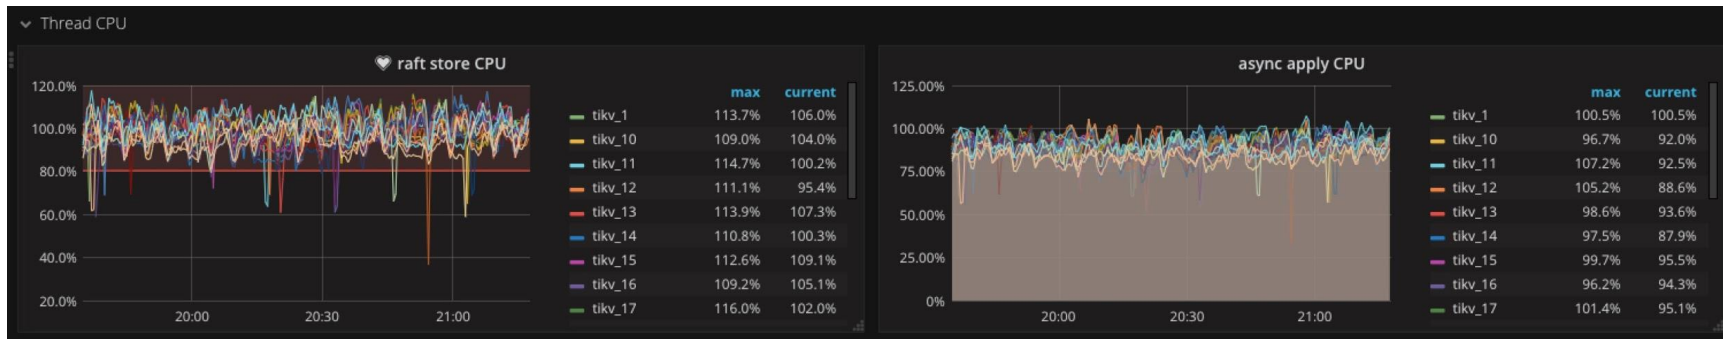 Thread CPU
raft store CPU
120.0%
100.0%
80.0%
60.0%
40.0%
20.0%
20:00 20:30 21:00
max current
tikv_1 113.7% 106.0%
tikv_10 109.0% 104.0%
tikv_11 114.7% 100.2%
tikv_12 111.1% 95.4%
tikv_13 113.9% 107.3%
tikv_14 110.8% 100.3%
tikv_15 112.6% 109.1%
tikv_16 109.2% 105.1%
tikv_17 116.0% 102.0%
async apply CPU
125.00%
100.00%
75.00%
50.00%
25.00%
0%
20:00 20:30 21:00
max current
tikv_1 100.5% 100.5%
tikv_10 96.7% 92.0%
tikv_11 107.2% 92.5%
tikv_12 105.2% 88.6%
tikv_13 98.6% 93.6%
tikv_14 97.5% 87.9%
tikv_15 99.7% 95.5%
tikv_16 96.2% 94.3%
tikv_17 101.4% 95.1%